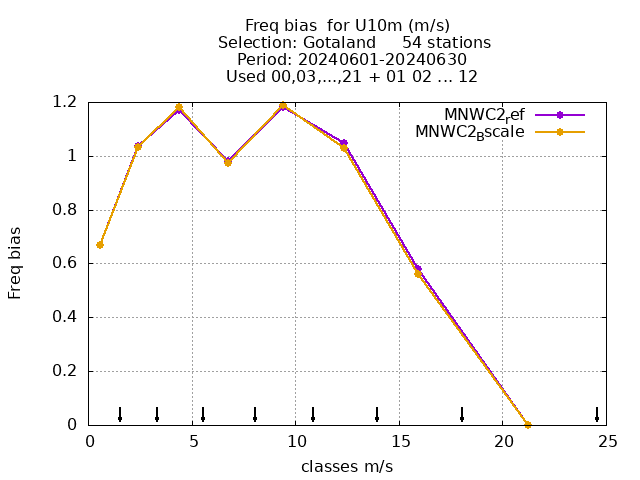 Freq bias  for U10m (m/s)
Selection: Gotaland     54 stations
Period: 20240601-20240630
Used 00,03,...,21 + 01 02 ... 12
MNWC2_ref
MNWC2_Bscale
1.2
1
0.8
0.6
0.4
0.2
0
Freq bias
0 5 10 15 20 25
classes m/s